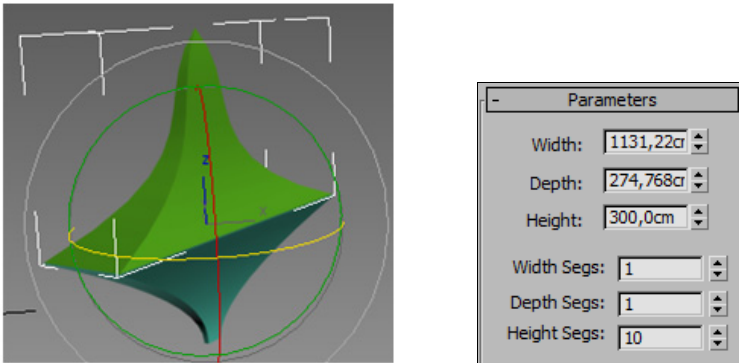 z
x
- Parameters
Width: 1131,22cr
Depth: 274,768cr
Height: 300,0cm
Width Segs: 1
Depth Segs: 1
Height Segs: 10